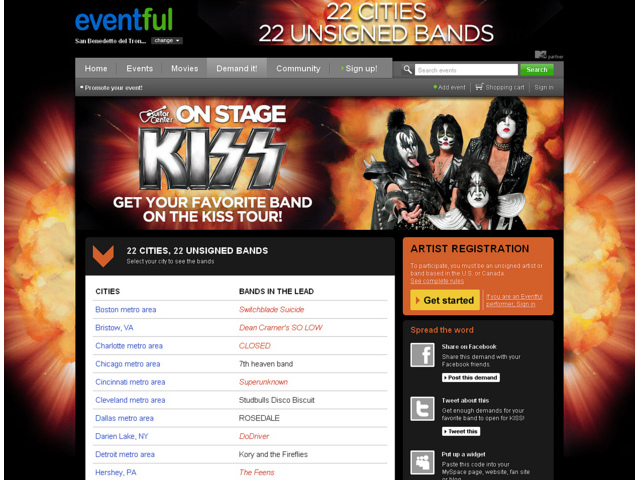 22 CITIES
22 UNSIGNED BANDS
eventful
San Benedetto del Tron... change
partner
Home Events Movies Demand it! Community Sign up! Search events Search
Promote your event! Add event Shopping cart Sign in
Guitar Center ON STAGE
KISS
GET YOUR FAVORITE BAND
ON THE KISS TOUR!
22 CITIES, 22 UNSIGNED BANDS
Select your city to see the bands
CITIES BANDS IN THE LEAD
Boston metro area Switchblade Suicide
Bristow, VA Dean Cramer's SO LOW
Charlotte metro area CLOSED
Chicago metro area 7th heaven band
Cincinnati metro area Superunknown
Cleveland metro area Studbulls Disco Biscuit
Dallas metro area ROSEDALE
Darien Lake, NY DoDriver
Detroit metro area Kory and the Fireflies
Hershey, PA The Feens
ARTIST REGISTRATION
To participate, you must be an unsigned artist or
band based in the U.S. or Canada
See complete rules
Get started
If you are an Eventful
performer, Sign in
Spread the word
Share on Facebook
Share this demand with your
Facebook friends
Post this demand
Tweet about this
Get enough demands for your
favorite band to open for KISS!
Tweet this
Put up a widget
Paste this code into your
MySpace page, website, fan site
or blog